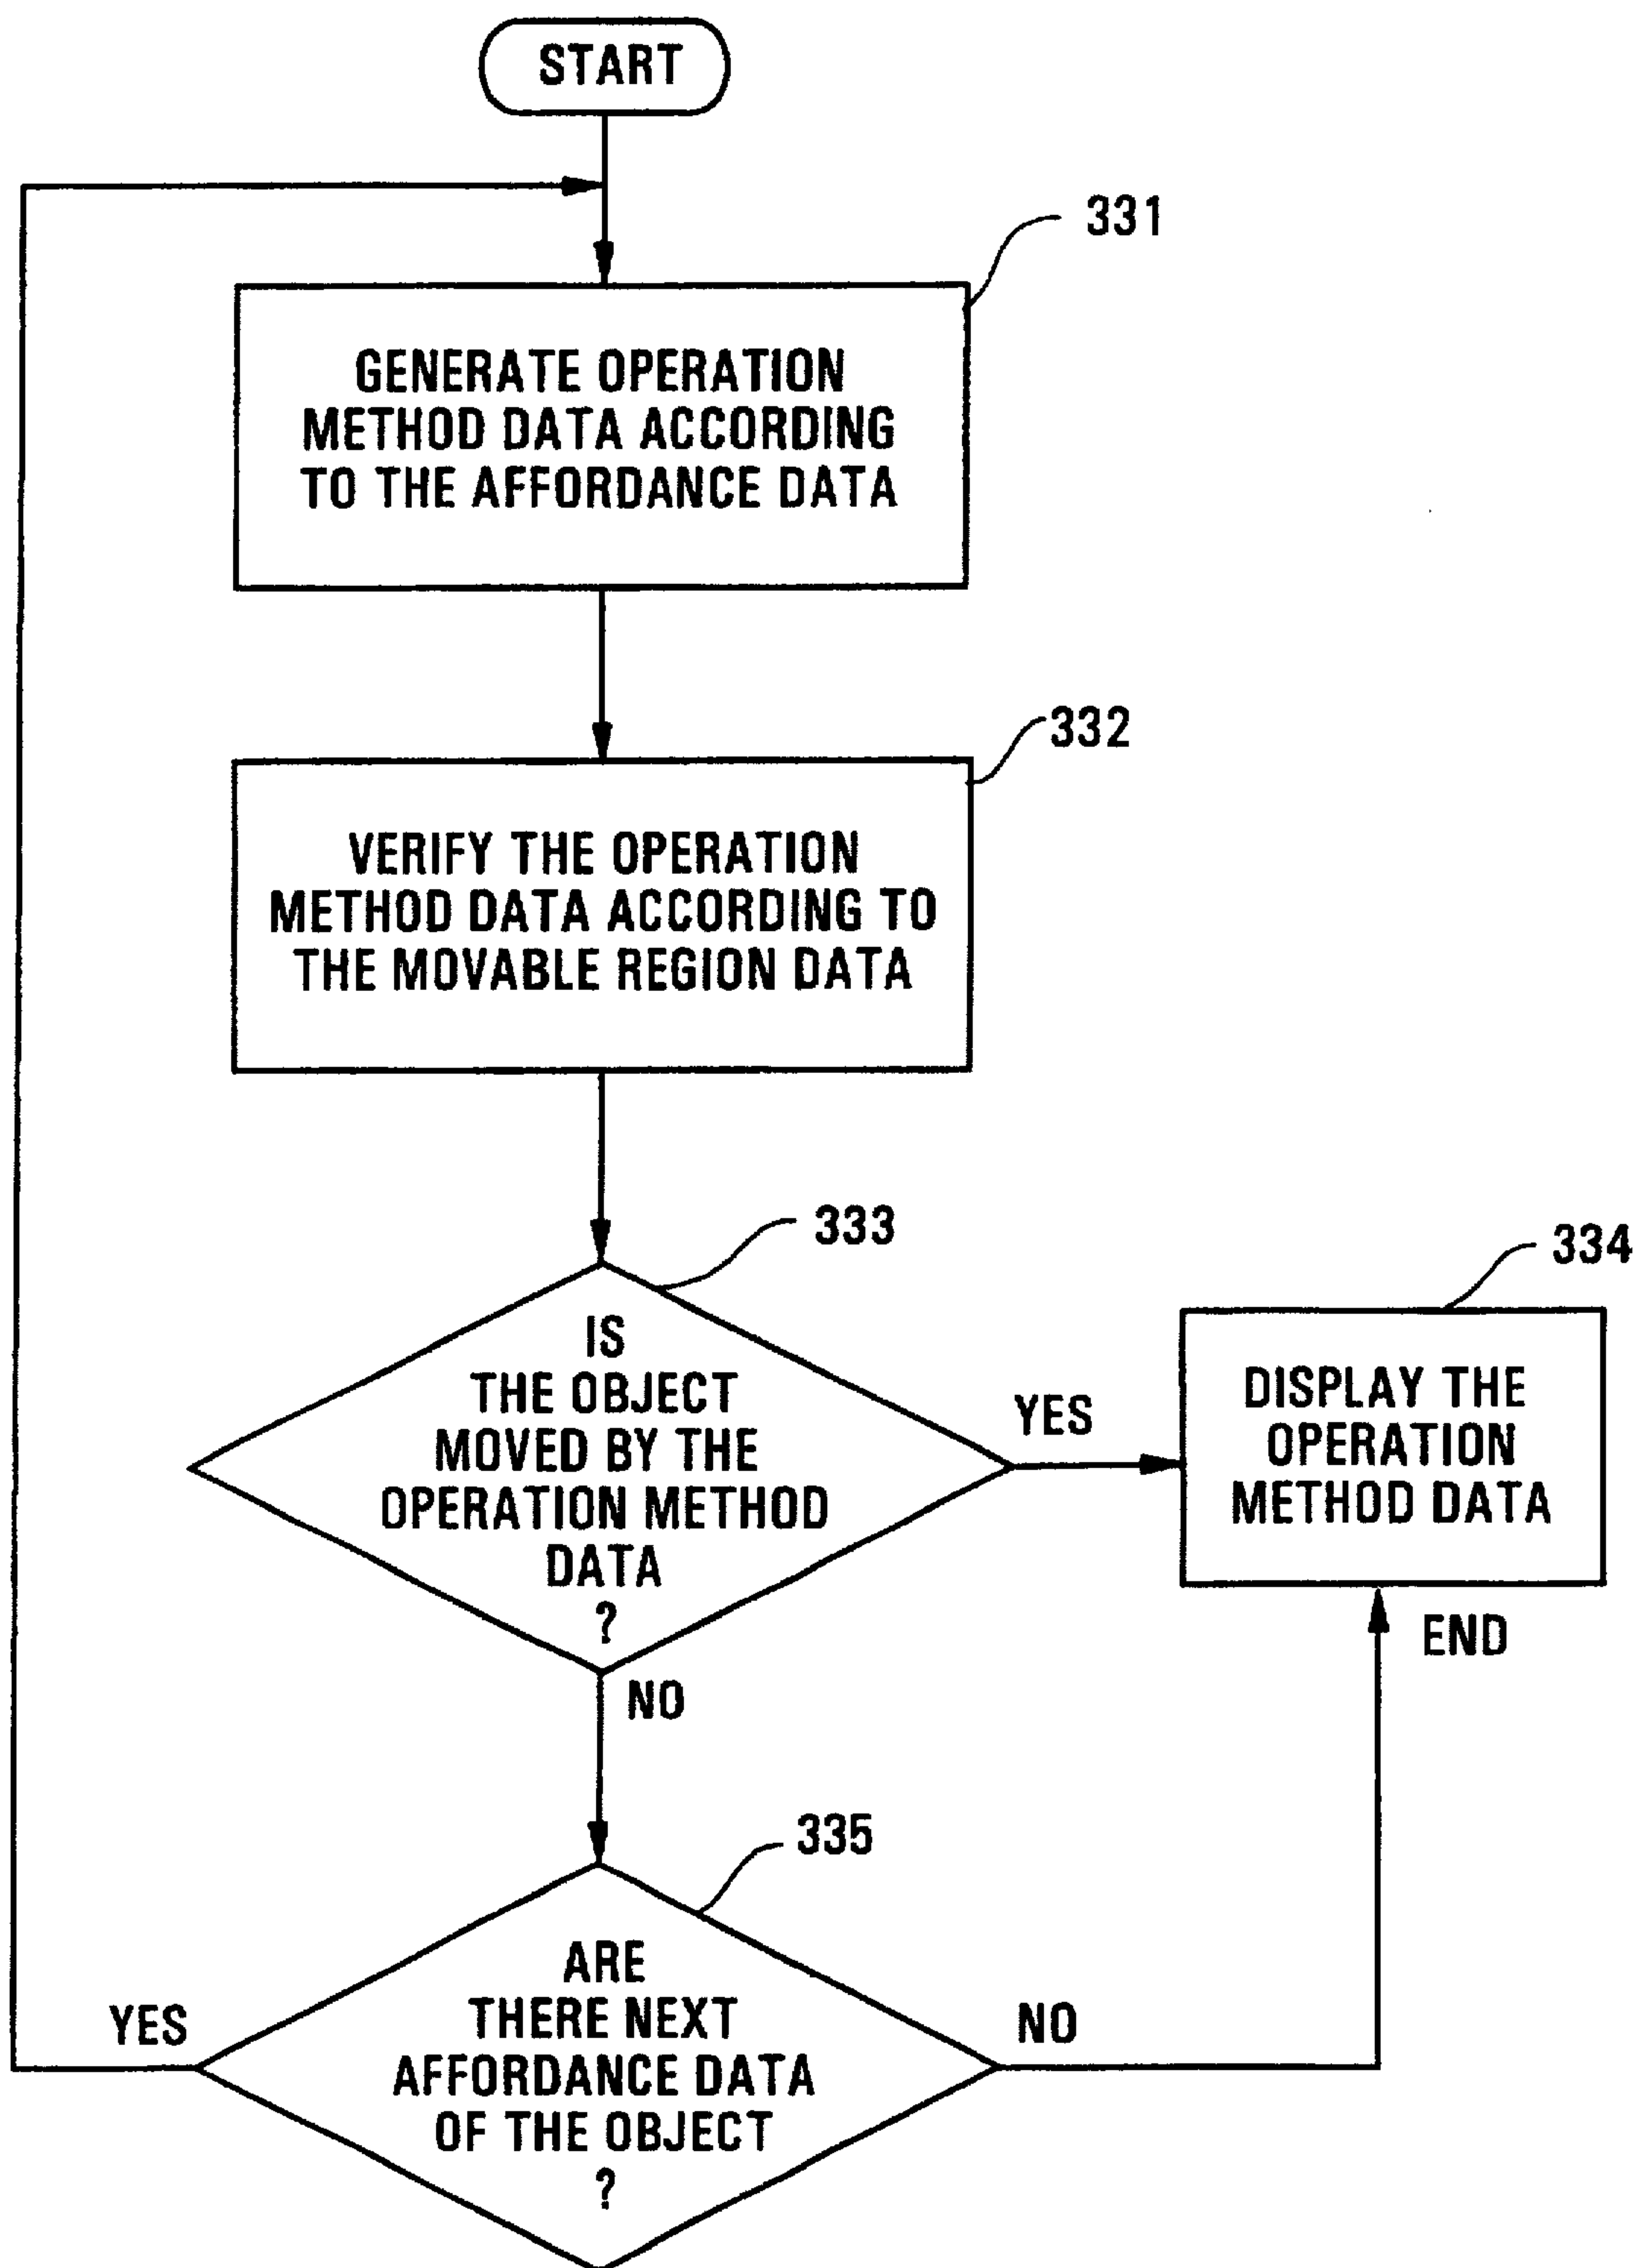 START
331
GENERATE OPERATION
METHOD DATA ACCORDING
TO THE AFFORDANCE DATA
332
VERIFY THE OPERATION
METHOD DATA ACCORDING TO
THE MOVABLE REGION DATA
333
IS
THE OBJECT
MOVED BY THE
OPERATION METHOD
DATA
?
YES
334
DISPLAY THE
OPERATION
METHOD DATA
END
NO
335
ARE
THERE NEXT
AFFORDANCE DATA
OF THE OBJECT
?
YES
NO